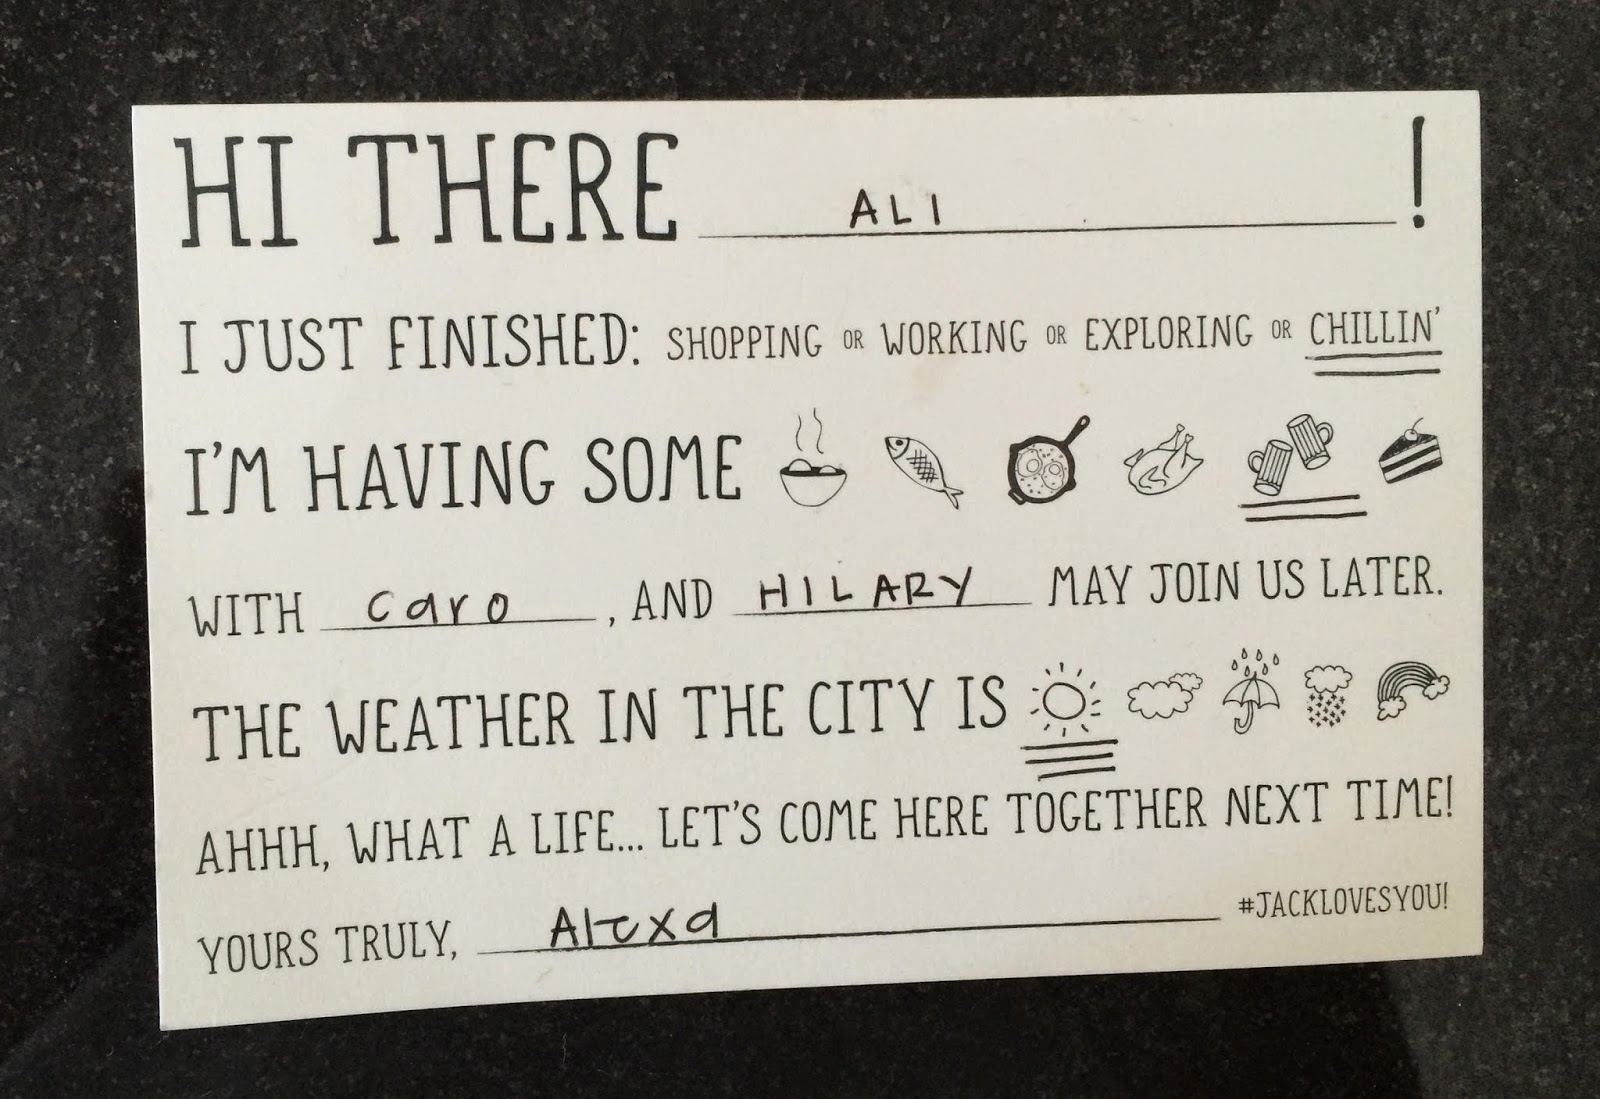 HI THERE ALI !
I JUST FINISHED: SHOPPING OR WORKING OR EXPLORING OR CHILLIN'
I'M HAVING SOME
WITH caro, AND HILARY MAY JOIN US LATER.
THE WEATHER IN THE CITY IS
AHHH, WHAT A LIFE... LET'S COME HERE TOGETHER NEXT TIME!
YOURS TRULY, Alexa #JACKLOVESYOU!